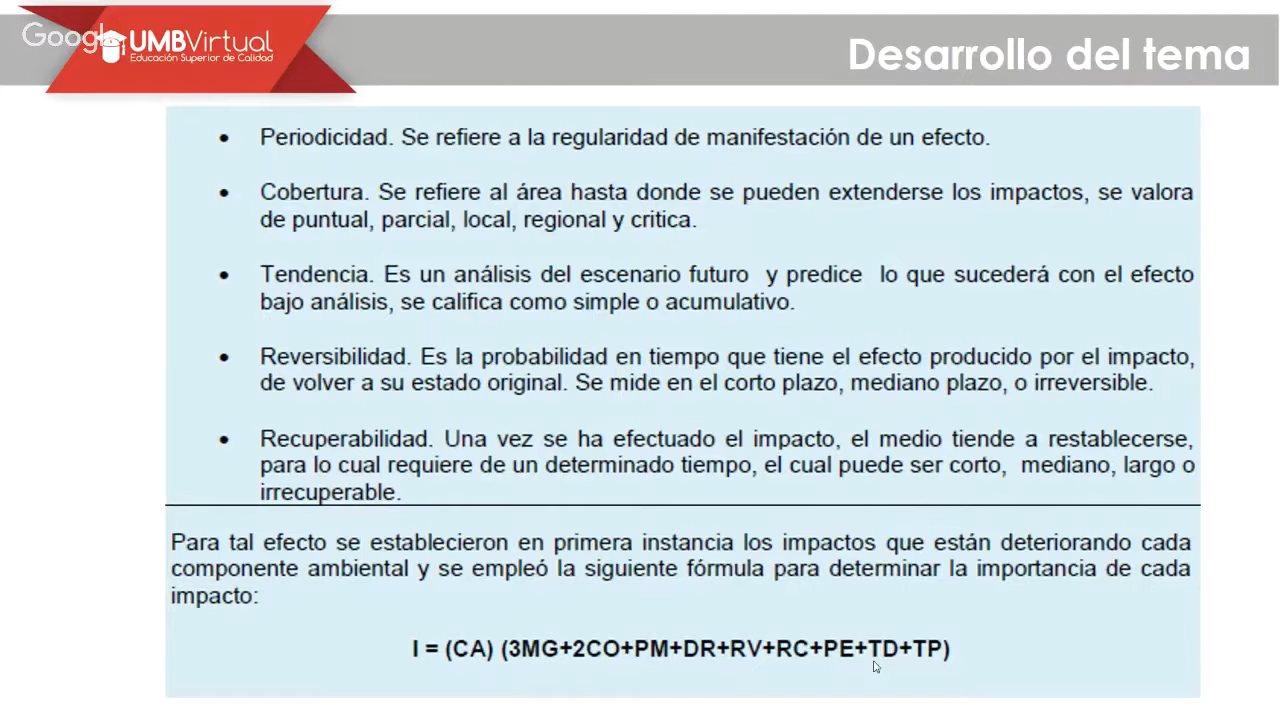 Google
UMBVirtual
Educación Superior de Calidad
Desarrollo del tema
• Periodicidad. Se refiere a la regularidad de manifestación de un efecto.
• Cobertura. Se refiere al área hasta donde se pueden extenderse los impactos, se valora
de puntual, parcial, local, regional y critica.
• Tendencia. Es un análisis del escenario futuro y predice lo que sucederá con el efecto
bajo análisis, se califica como simple o acumulativo.
• Reversibilidad. Es la probabilidad en tiempo que tiene el efecto producido por el impacto,
de volver a su estado original. Se mide en el corto plazo, mediano plazo, o irreversible.
• Recuperabilidad. Una vez se ha efectuado el impacto, el medio tiende a restablecerse,
para lo cual requiere de un determinado tiempo, el cual puede ser corto, mediano, largo o
irrecuperable.
Para tal efecto se establecieron en primera instancia los impactos que están deteriorando cada
componente ambiental y se empleó la siguiente fórmula para determinar la importancia de cada
impacto:
I = (CA) (3MG+2CO+PM+DR+RV+RC+PE+TD+TP)